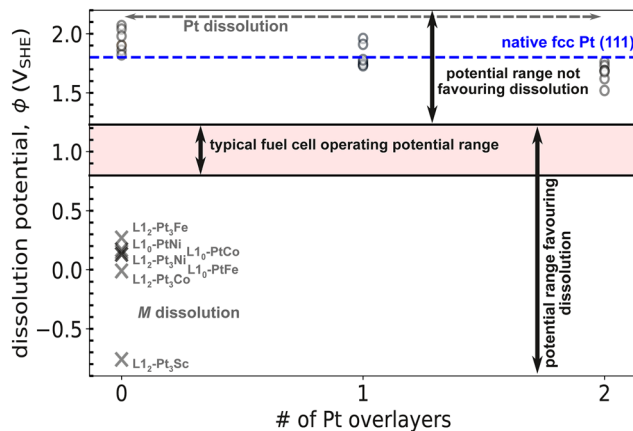 dissolution potential, ϕ (V_SHE)
2.0
1.5
1.0
0.5
0.0
−0.5
Pt dissolution
native fcc Pt (111)
potential range not
favouring dissolution
typical fuel cell operating potential range
L1₂-Pt₃Fe
L1₀-PtNi
L1₀-PtCo
L1₂-Pt₃Ni
L1₀-PtFe
L1₂-Pt₃Co
M dissolution
L1₂-Pt₃Sc
potential range favouring
dissolution
0
1
2
# of Pt overlayers